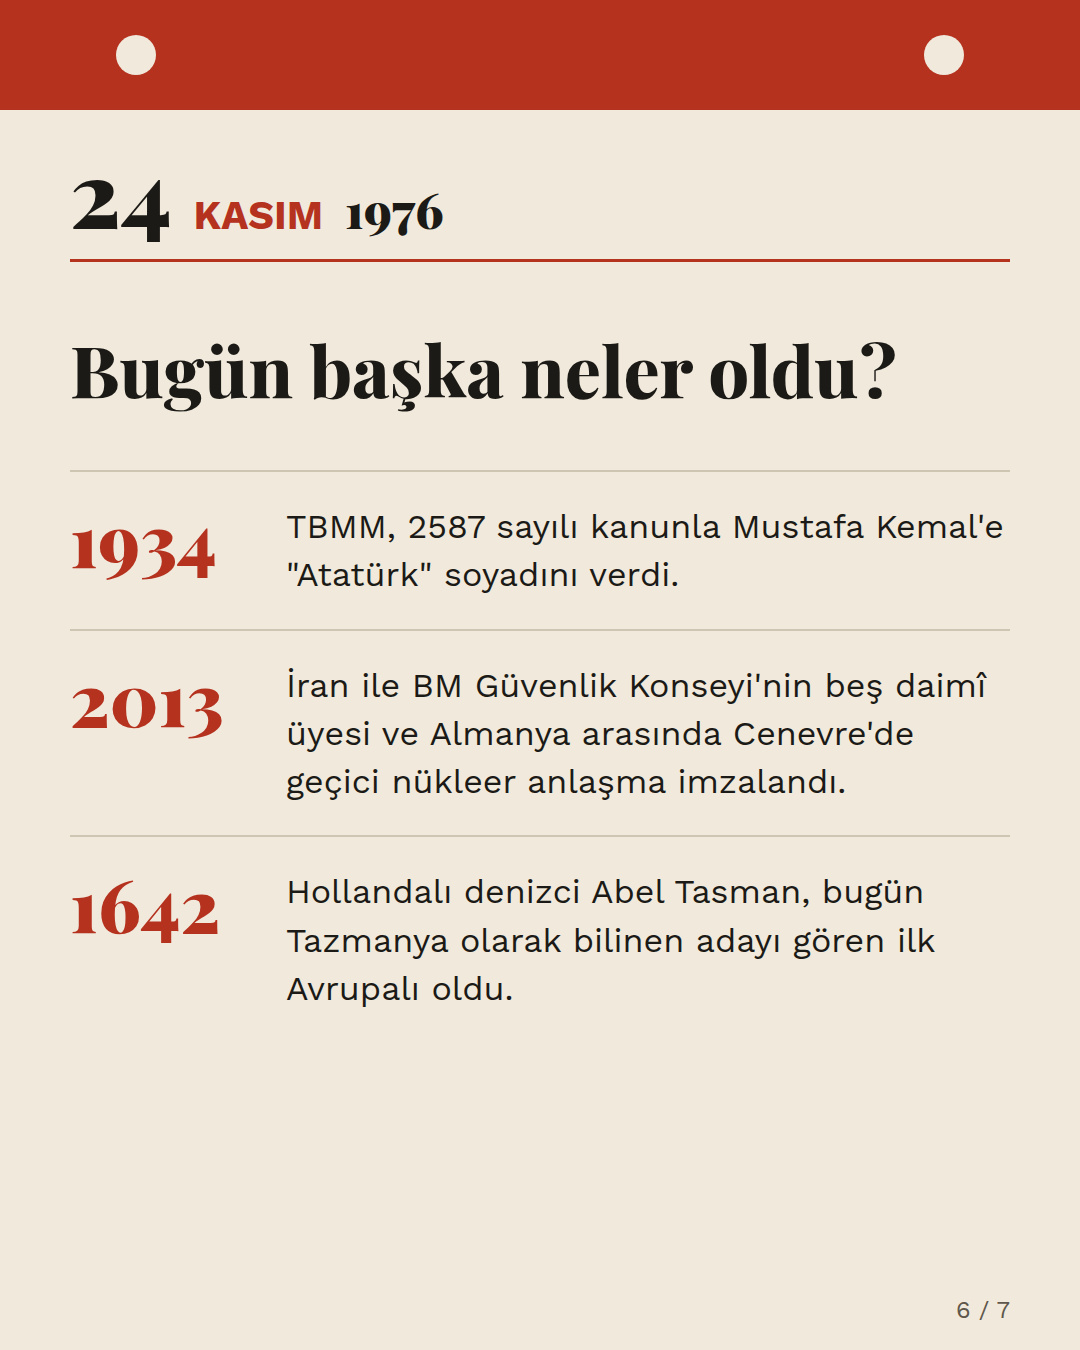 24 KASIM 1976
Bugün başka neler oldu?
1934
TBMM, 2587 sayılı kanunla Mustafa Kemal'e
"Atatürk" soyadını verdi.
2013
İran ile BM Güvenlik Konseyi'nin beş daimî
üyesi ve Almanya arasında Cenevre'de
geçici nükleer anlaşma imzalandı.
1642
Hollandalı denizci Abel Tasman, bugün
Tazmanya olarak bilinen adayı gören ilk
Avrupalı oldu.
6 / 7